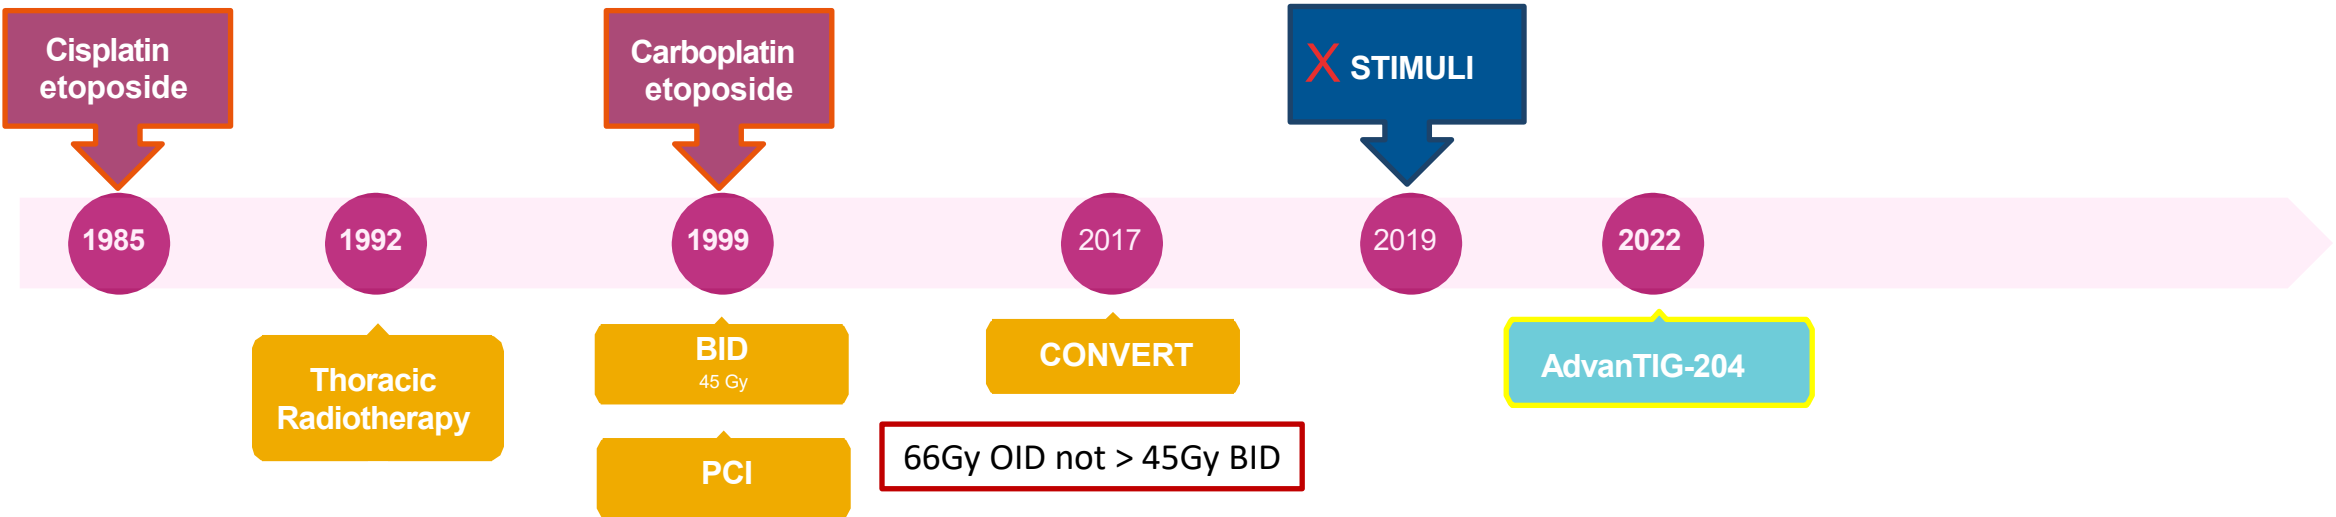 Cisplatin
etoposide
Carboplatin
etoposide
X STIMULI
1985
1992
1999
2017
2019
2022
Thoracic
Radiotherapy
BID
45 Gy
PCI
CONVERT
66Gy OID not > 45Gy BID
AdvanTIG-204